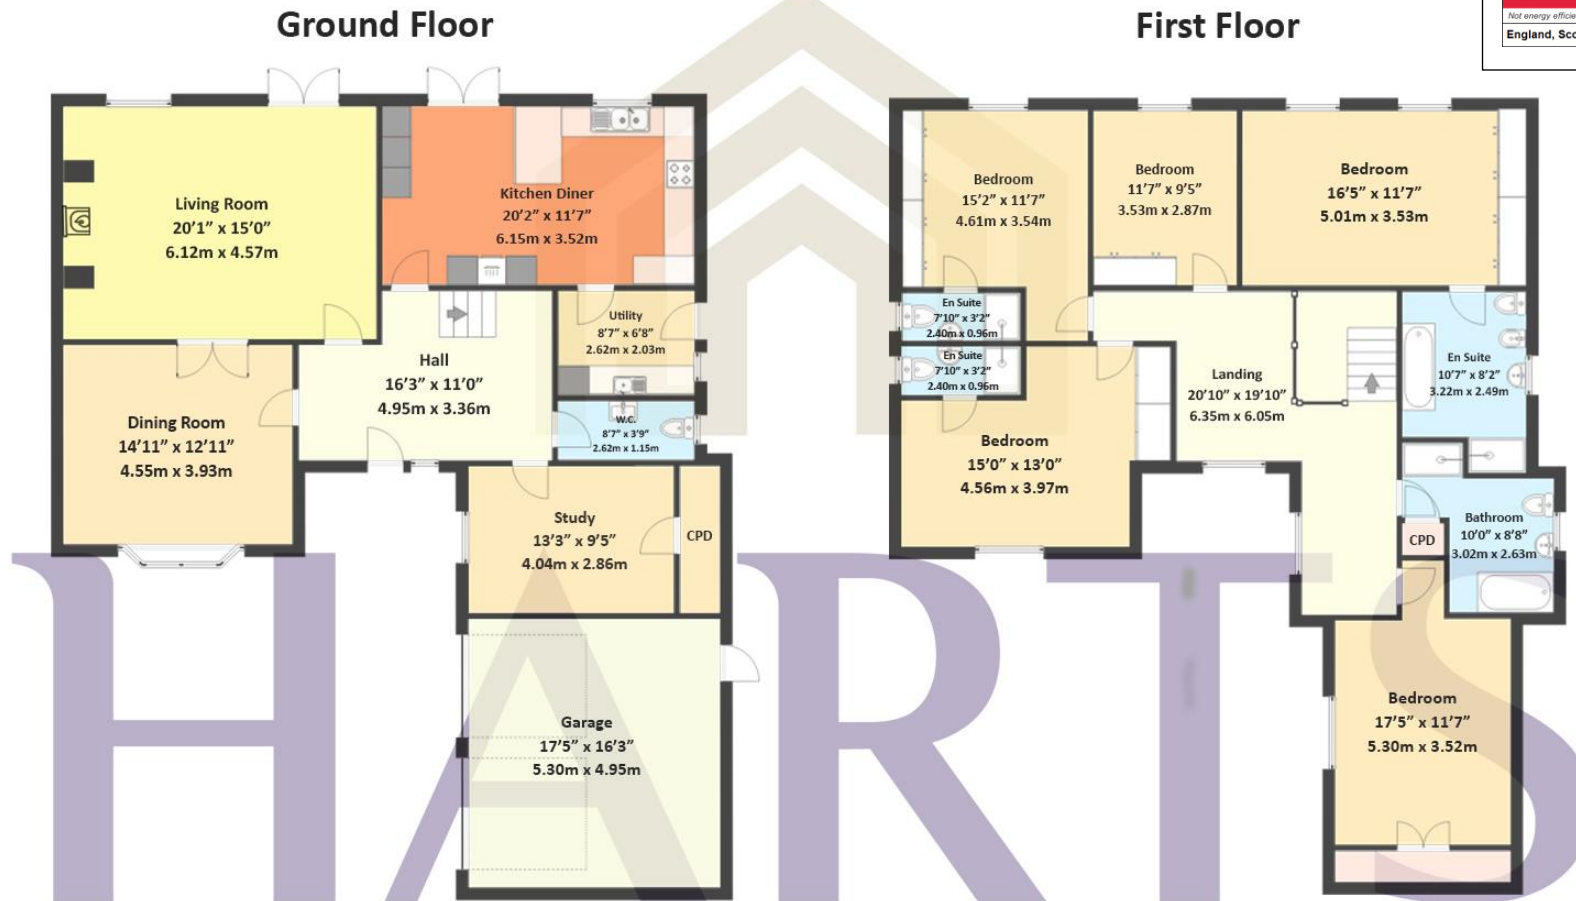 Ground Floor
First Floor
Not energy efficie
England, Sco
Living Room
20'1" x 15'0"
6.12m x 4.57m
Kitchen Diner
20'2" x 11'7"
6.15m x 3.52m
Utility
8'7" x 6'8"
2.62m x 2.03m
Hall
16'3" x 11'0"
4.95m x 3.36m
W.C.
8'7" x 3'9"
2.62m x 1.15m
Dining Room
14'11" x 12'11"
4.55m x 3.93m
Study
13'3" x 9'5"
4.04m x 2.86m
CPD
Garage
17'5" x 16'3"
5.30m x 4.95m
Bedroom
15'2" x 11'7"
4.61m x 3.54m
Bedroom
11'7" x 9'5"
3.53m x 2.87m
Bedroom
16'5" x 11'7"
5.01m x 3.53m
En Suite
7'10" x 3'2"
2.40m x 0.96m
En Suite
7'10" x 3'2"
2.40m x 0.96m
Landing
20'10" x 19'10"
6.35m x 6.05m
En Suite
10'7" x 8'2"
3.22m x 2.49m
Bedroom
15'0" x 13'0"
4.56m x 3.97m
Bathroom
10'0" x 8'8"
3.02m x 2.63m
CPD
Bedroom
17'5" x 11'7"
5.30m x 3.52m
HARTS